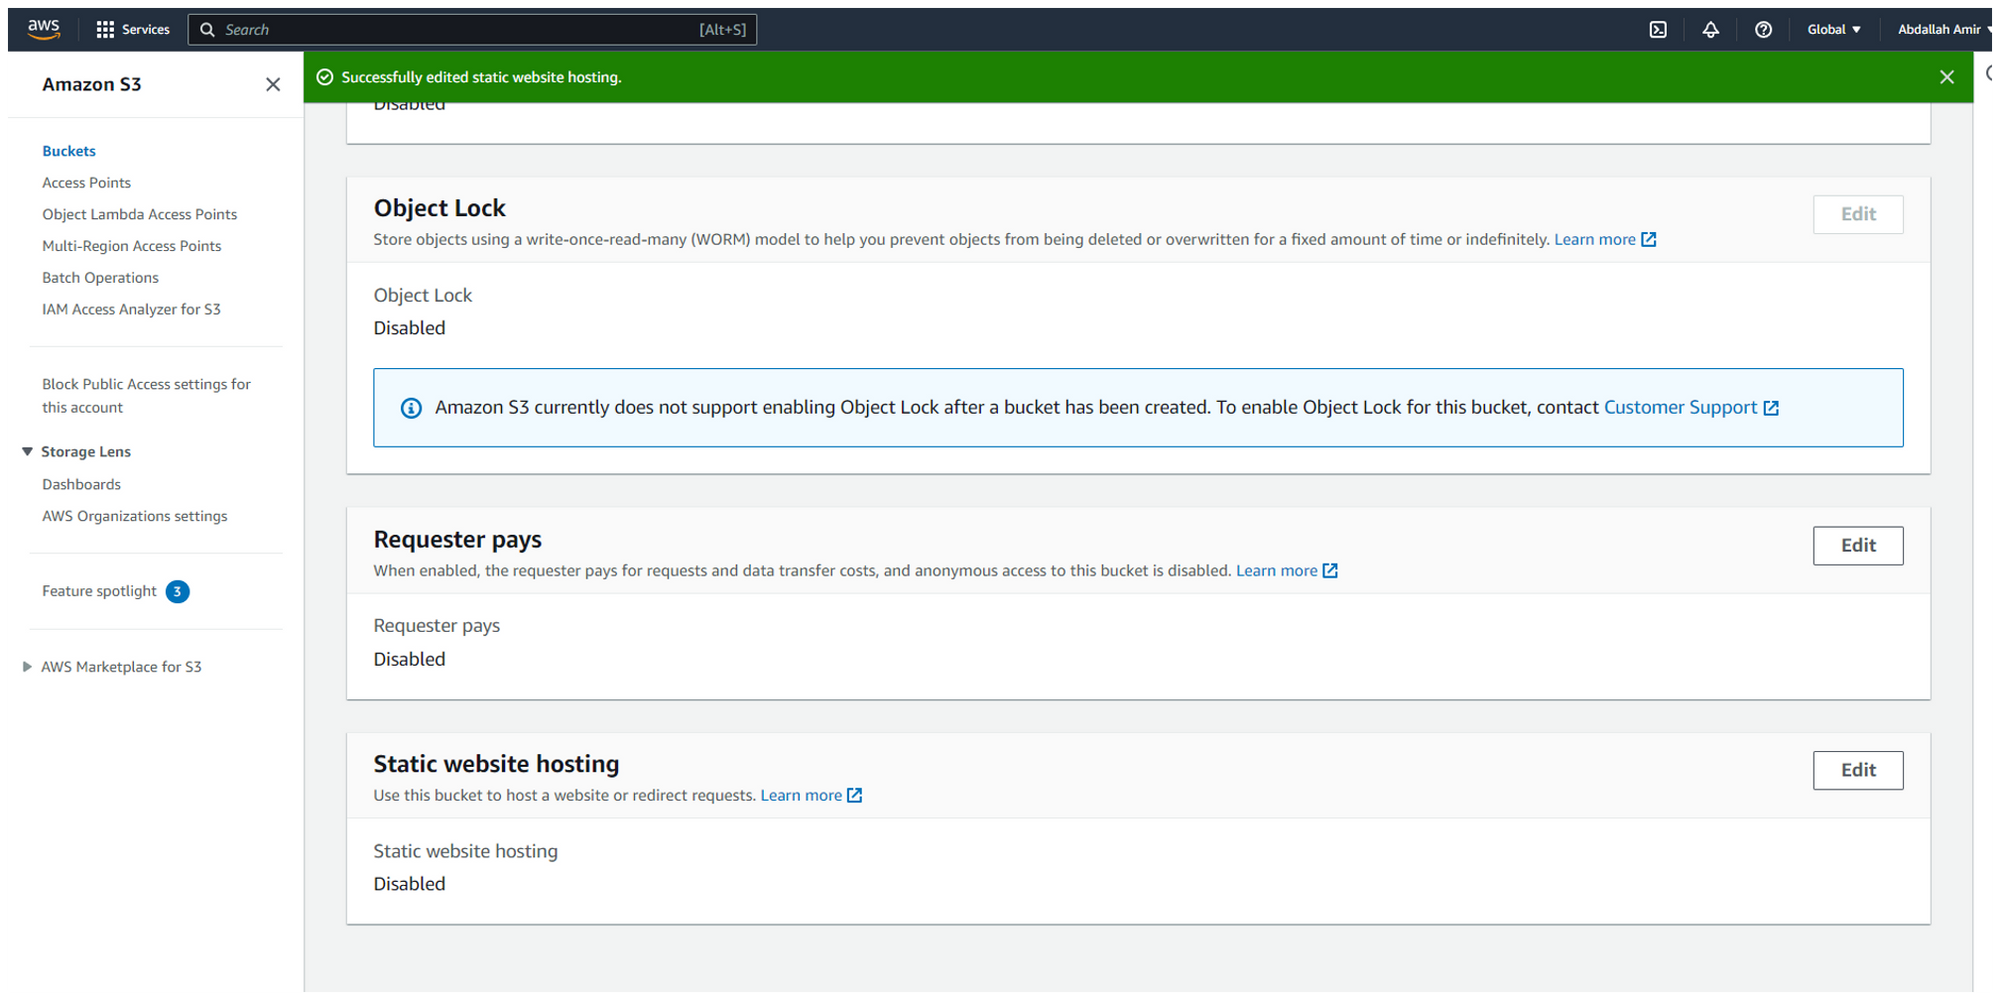 aws
Services
Search
[Alt+S]
Global
Abdallah Amir
Amazon S3
Successfully edited static website hosting.
Disabled
Buckets
Access Points
Object Lambda Access Points
Multi-Region Access Points
Batch Operations
IAM Access Analyzer for S3
Block Public Access settings for
this account
Storage Lens
Dashboards
AWS Organizations settings
Feature spotlight 3
AWS Marketplace for S3
Object Lock
Edit
Store objects using a write-once-read-many (WORM) model to help you prevent objects from being deleted or overwritten for a fixed amount of time or indefinitely. Learn more
Object Lock
Disabled
Amazon S3 currently does not support enabling Object Lock after a bucket has been created. To enable Object Lock for this bucket, contact Customer Support
Requester pays
Edit
When enabled, the requester pays for requests and data transfer costs, and anonymous access to this bucket is disabled. Learn more
Requester pays
Disabled
Static website hosting
Edit
Use this bucket to host a website or redirect requests. Learn more
Static website hosting
Disabled